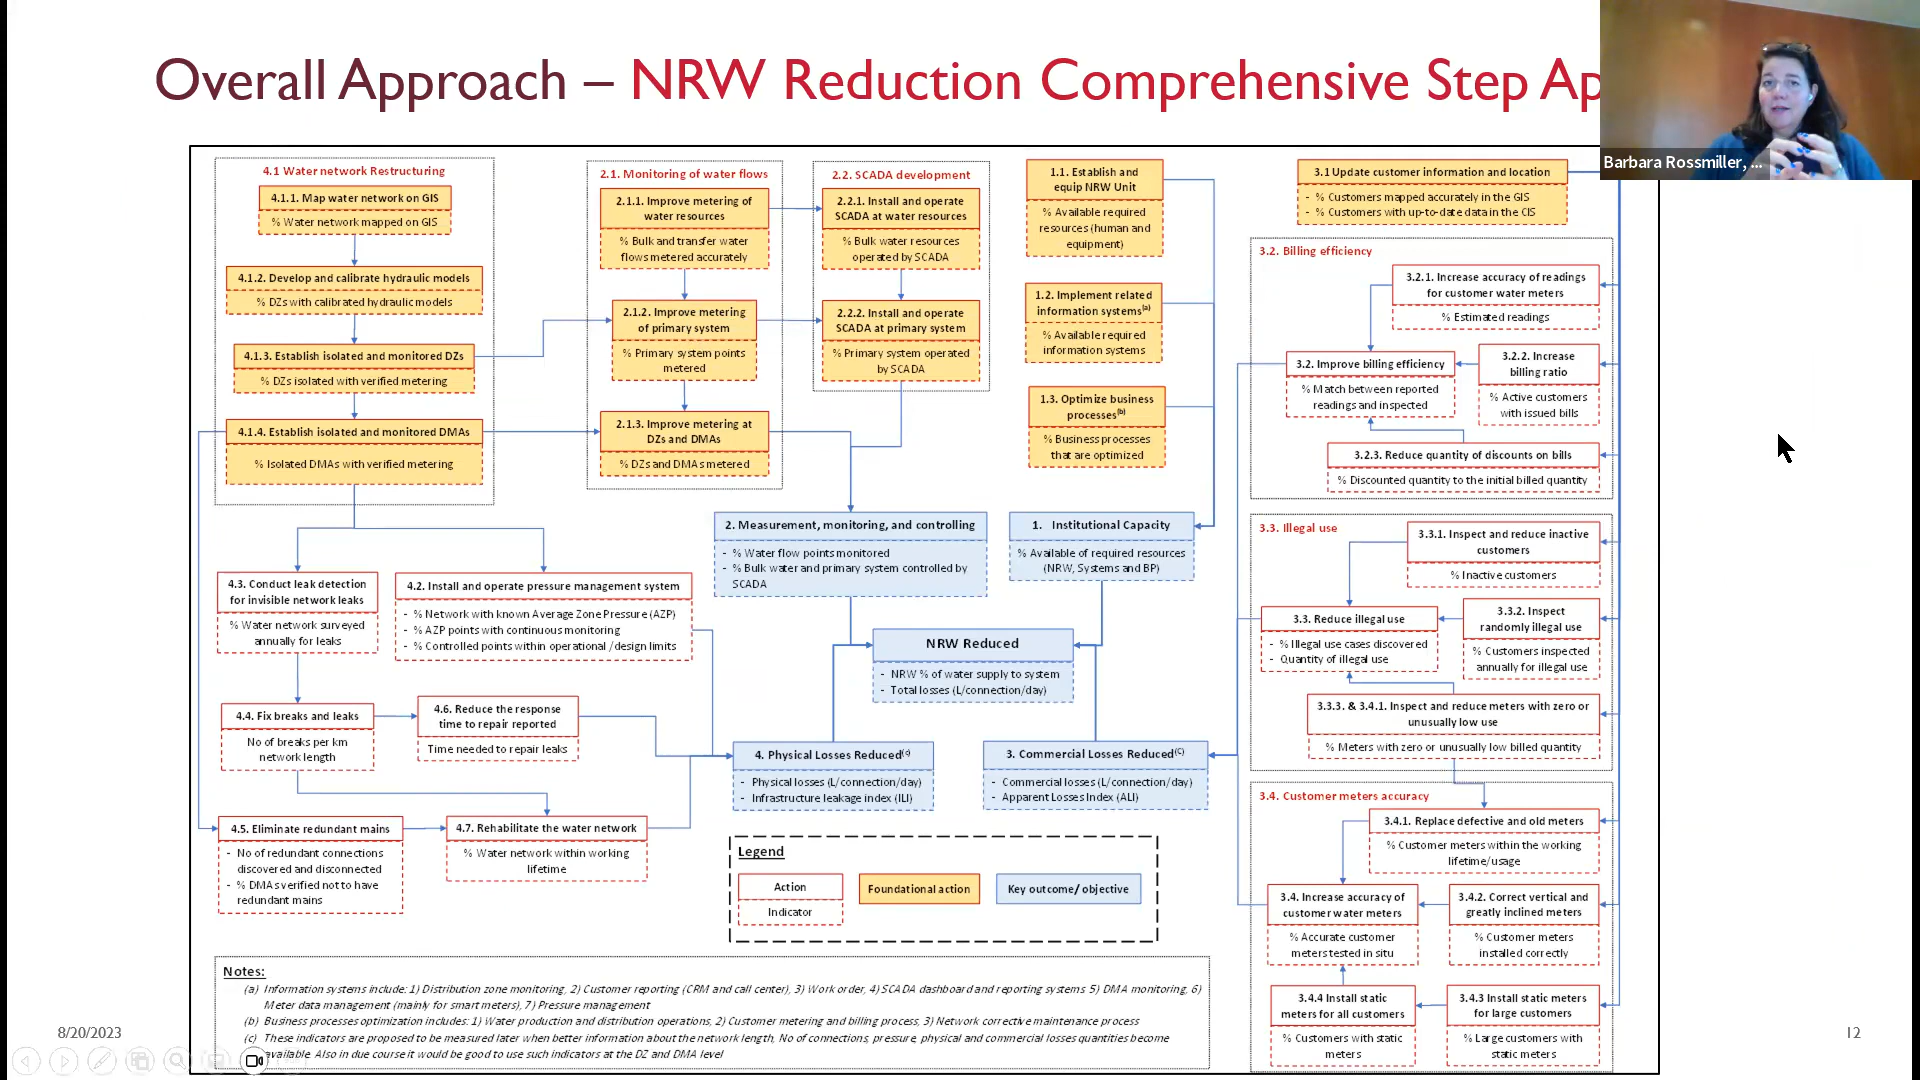 Overall Approach – NRW Reduction Comprehensive Step Ap
Barbara Rossmiller, ...
4.1 Water network Restructuring
4.1.1. Map water network on GIS
% Water network mapped on GIS
4.1.2. Develop and calibrate hydraulic models
% DZs with calibrated hydraulic models
4.1.3. Establish isolated and monitored DZs
% DZs isolated with verified metering
4.1.4. Establish isolated and monitored DMAs
% Isolated DMAs with verified metering
2.1. Monitoring of water flows
2.1.1. Improve metering of
water resources
% Bulk and transfer water
flows metered accurately
2.1.2. Improve metering
of primary system
% Primary system points
metered
2.1.3. Improve metering at
DZs and DMAs
% DZs and DMAs metered
2.2. SCADA development
2.2.1. Install and operate
SCADA at water resources
% Bulk water resources
operated by SCADA
2.2.2. Install and operate
SCADA at primary system
% Primary system operated
by SCADA
1.1. Establish and
equip NRW Unit
% Available required
resources (human and
equipment)
1.2. Implement related
information systems(a)
% Available required
information systems
1.3. Optimize business
processes(b)
% Business processes
that are optimized
3.1 Update customer information and location
- % Customers mapped accurately in the GIS
- % Customers with up-to-date data in the CIS
3.2. Billing efficiency
3.2.1. Increase accuracy of readings
for customer water meters
% Estimated readings
3.2. Improve billing efficiency
% Match between reported
readings and inspected
3.2.2. Increase
billing ratio
% Active customers
with issued bills
3.2.3. Reduce quantity of discounts on bills
% Discounted quantity to the initial billed quantity
2. Measurement, monitoring, and controlling
- % Water flow points monitored
- % Bulk water and primary system controlled by
SCADA
1. Institutional Capacity
% Available of required resources
(NRW, Systems and BP)
3.3. Illegal use
3.3.1. Inspect and reduce inactive
customers
% Inactive customers
3.3. Reduce illegal use
- % Illegal use cases discovered
- Quantity of illegal use
3.3.2. Inspect
randomly illegal use
% Customers inspected
annually for illegal use
3.3.3. & 3.4.1. Inspect and reduce meters with zero or
unusually low use
% Meters with zero or unusually low billed quantity
4.3. Conduct leak detection
for invisible network leaks
% Water network surveyed
annually for leaks
4.2. Install and operate pressure management system
- % Network with known Average Zone Pressure (AZP)
- % AZP points with continuous monitoring
- % Controlled points within operational /design limits
NRW Reduced
- NRW % of water supply to system
- Total losses (L/connection/day)
4.4. Fix breaks and leaks
No of breaks per km
network length
4.6. Reduce the response
time to repair reported
Time needed to repair leaks
4. Physical Losses Reduced(c)
- Physical losses (L/connection/day)
- Infrastructure leakage index (ILI)
3. Commercial Losses Reduced(C)
- Commercial losses (L/connection/day)
- Apparent Losses Index (ALI)
4.5. Eliminate redundant mains
- No of redundant connections
discovered and disconnected
- % DMAs verified not to have
redundant mains
4.7. Rehabilitate the water network
% Water network within working
lifetime
3.4. Customer meters accuracy
3.4.1. Replace defective and old meters
% Customer meters within the working
lifetime/usage
3.4. Increase accuracy of
customer water meters
% Accurate customer
meters tested in situ
3.4.2. Correct vertical and
greatly inclined meters
% Customer meters
installed correctly
3.4.4 Install static
meters for all customers
% Customers with static
meters
3.4.3 Install static meters
for large customers
% Large customers with
static meters
Legend
Action
Indicator
Foundational action
Key outcome/ objective
Notes:
(a) Information systems include: 1) Distribution zone monitoring, 2) Customer reporting (CRM and call center), 3) Work order, 4) SCADA dashboard and reporting systems 5) DMA monitoring, 6)
Meter data management (mainly for smart meters), 7) Pressure management
(b) Business processes optimization includes: 1) Water production and distribution operations, 2) Customer metering and billing process, 3) Network corrective maintenance process
(c) These indicators are proposed to be measured later when better information about the network length, No of connections, pressure, physical and commercial losses quantities become
available. Also in due course it would be good to use such indicators at the DZ and DMA level
8/20/2023
12